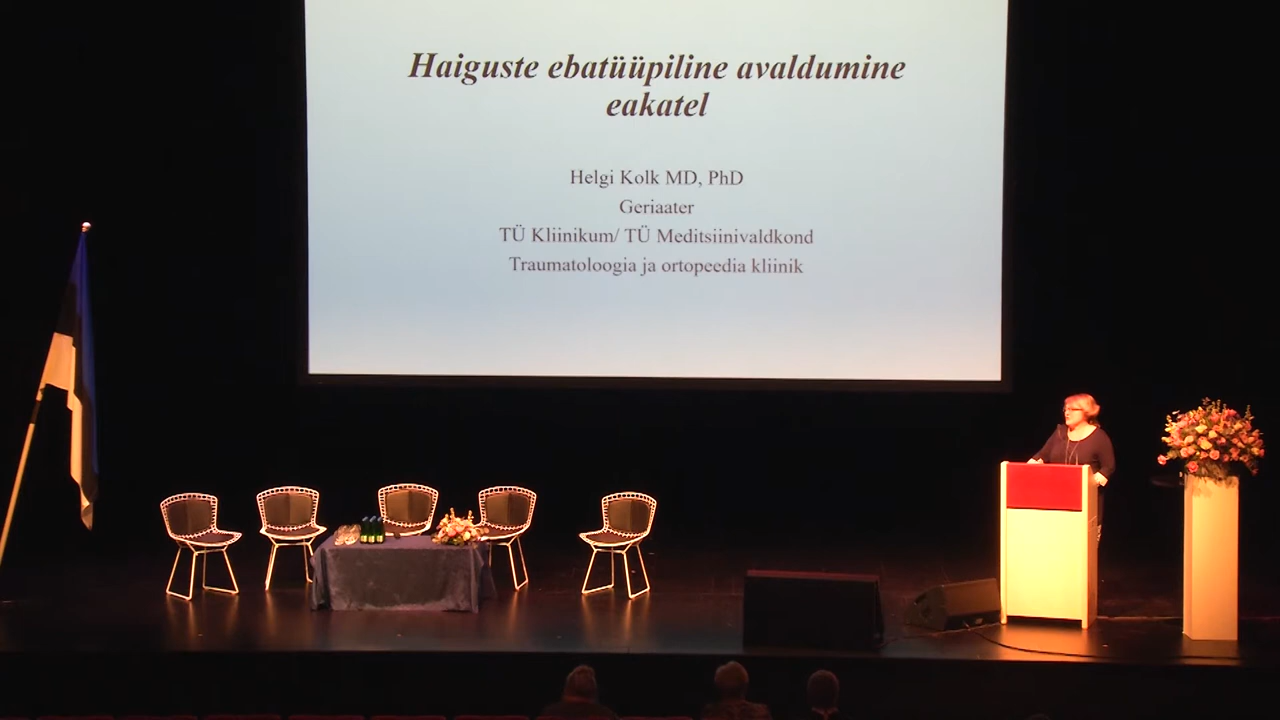 Haiguste ebatüüpiline avaldumine
eakatel
Helgi Kolk MD, PhD
Geriaater
TÜ Kliinikum/ TÜ Meditsiinivaldkond
Traumatoloogia ja ortopeedia kliinik